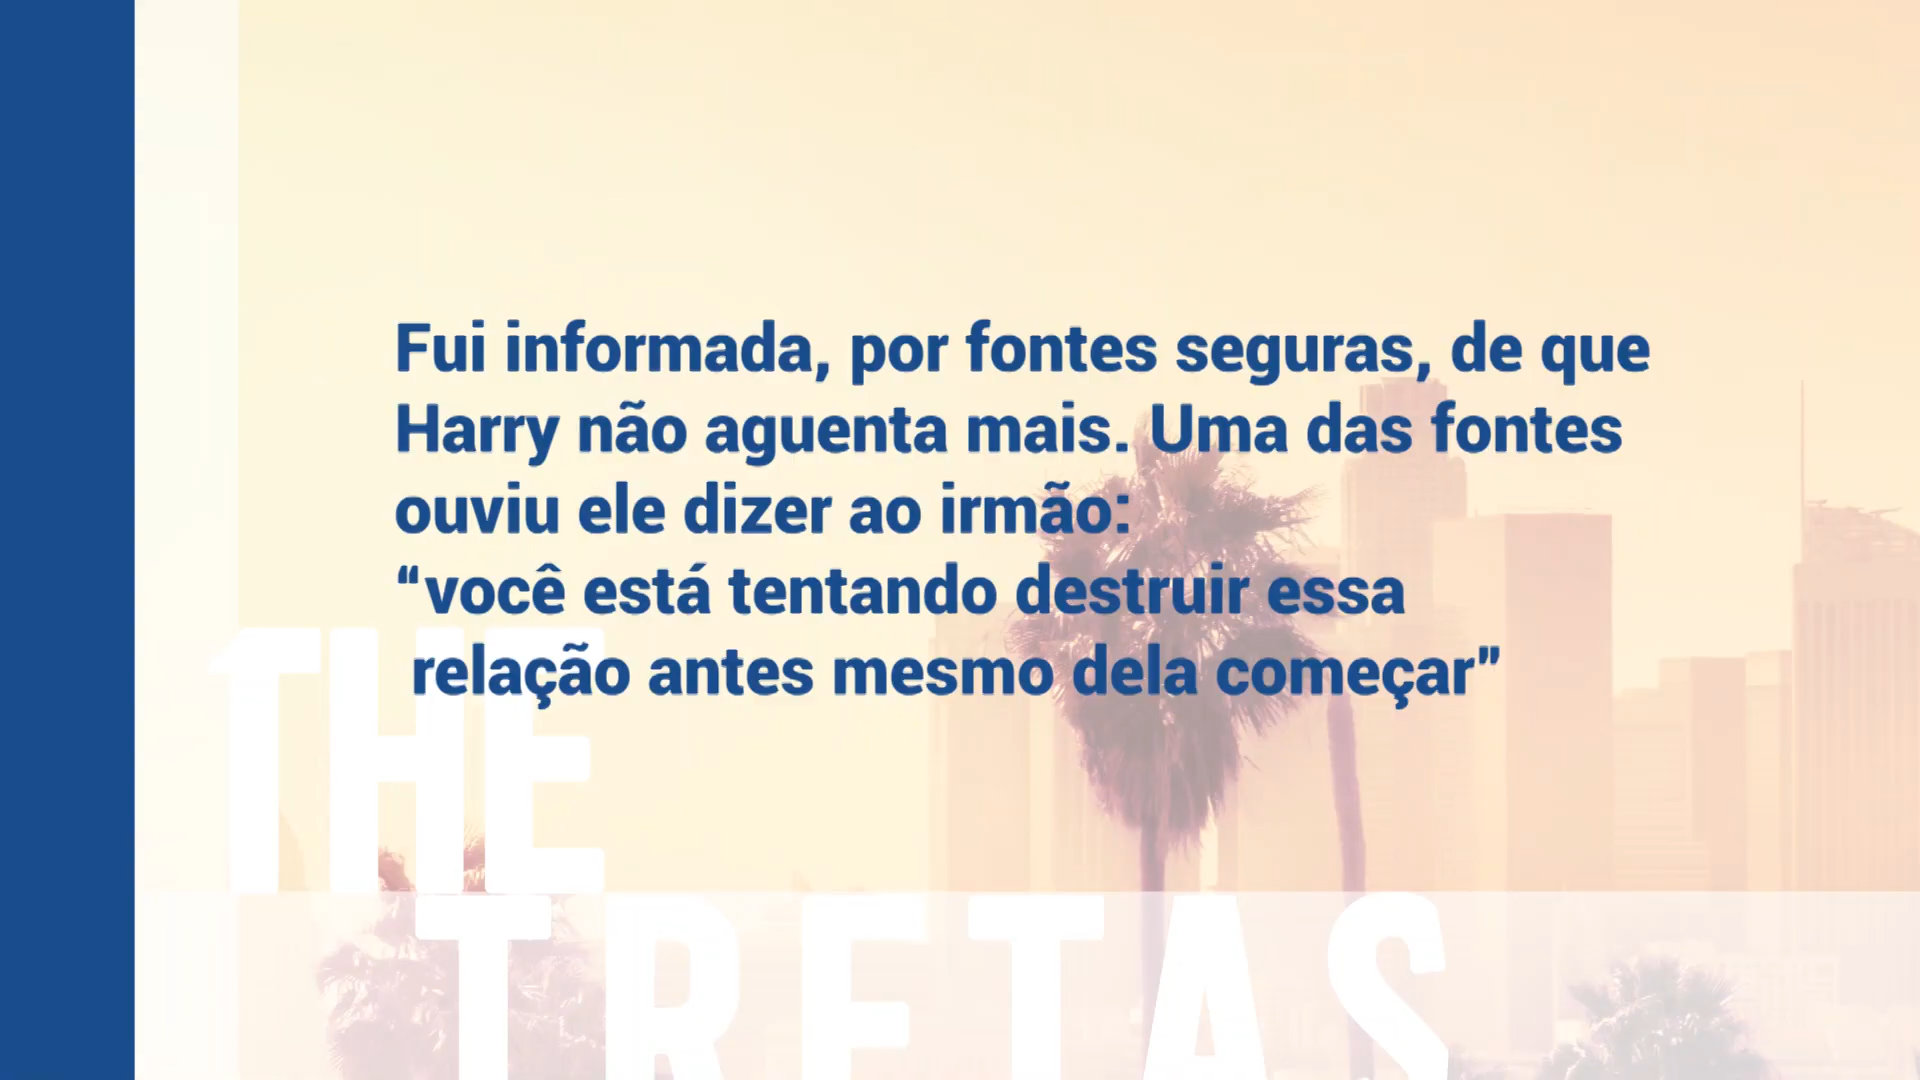 Fui informada, por fontes seguras, de que
Harry não aguenta mais. Uma das fontes
ouviu ele dizer ao irmão:
“você está tentando destruir essa
relação antes mesmo dela começar”
THE
TRETAS